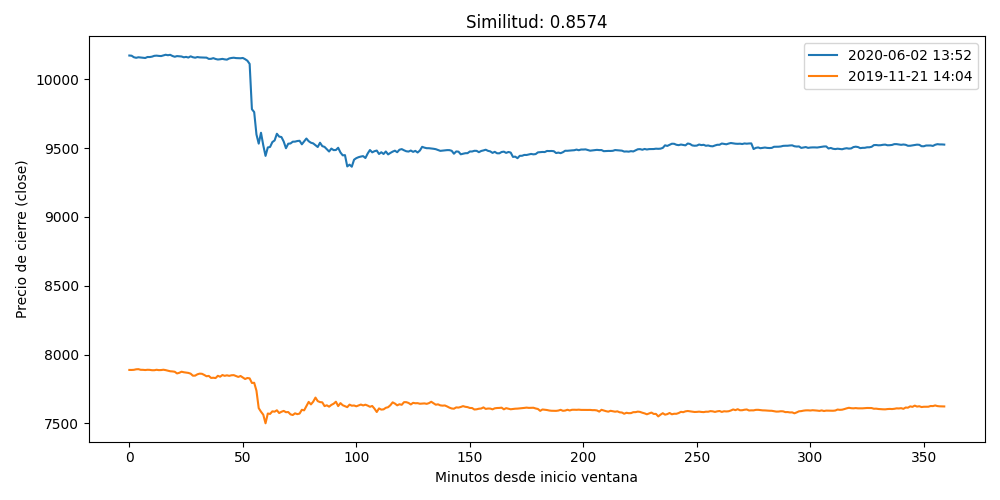 Similitud: 0.8574
2020-06-02 13:52
2019-11-21 14:04
Precio de cierre (close)
10000
9500
9000
8500
8000
7500
0 50 100 150 200 250 300 350
Minutos desde inicio ventana